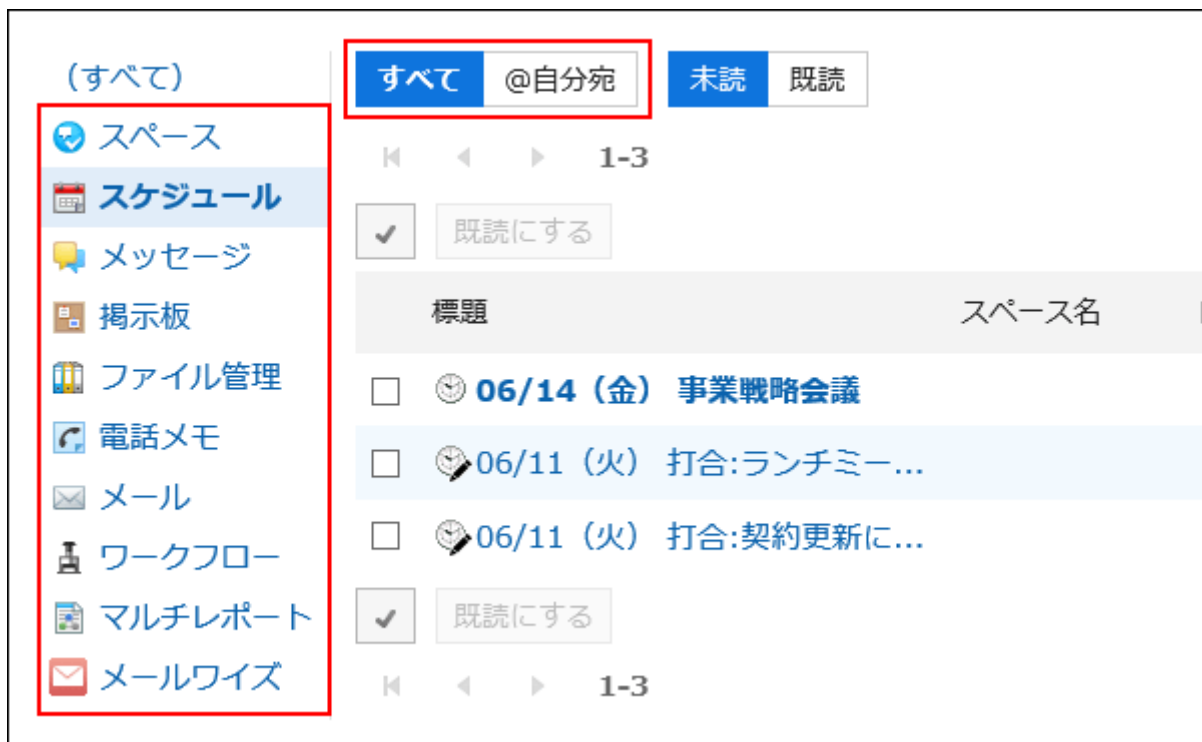 (すべて)
スペース
スケジュール
メッセージ
掲示板
ファイル管理
電話メモ
メール
ワークフロー
マルチレポート
メールワイズ
すべて @自分宛 未読 既読
1-3
既読にする
標題 スペース名
06/14(金) 事業戦略会議
06/11(火) 打合:ランチミー...
06/11(火) 打合:契約更新に...
既読にする
1-3